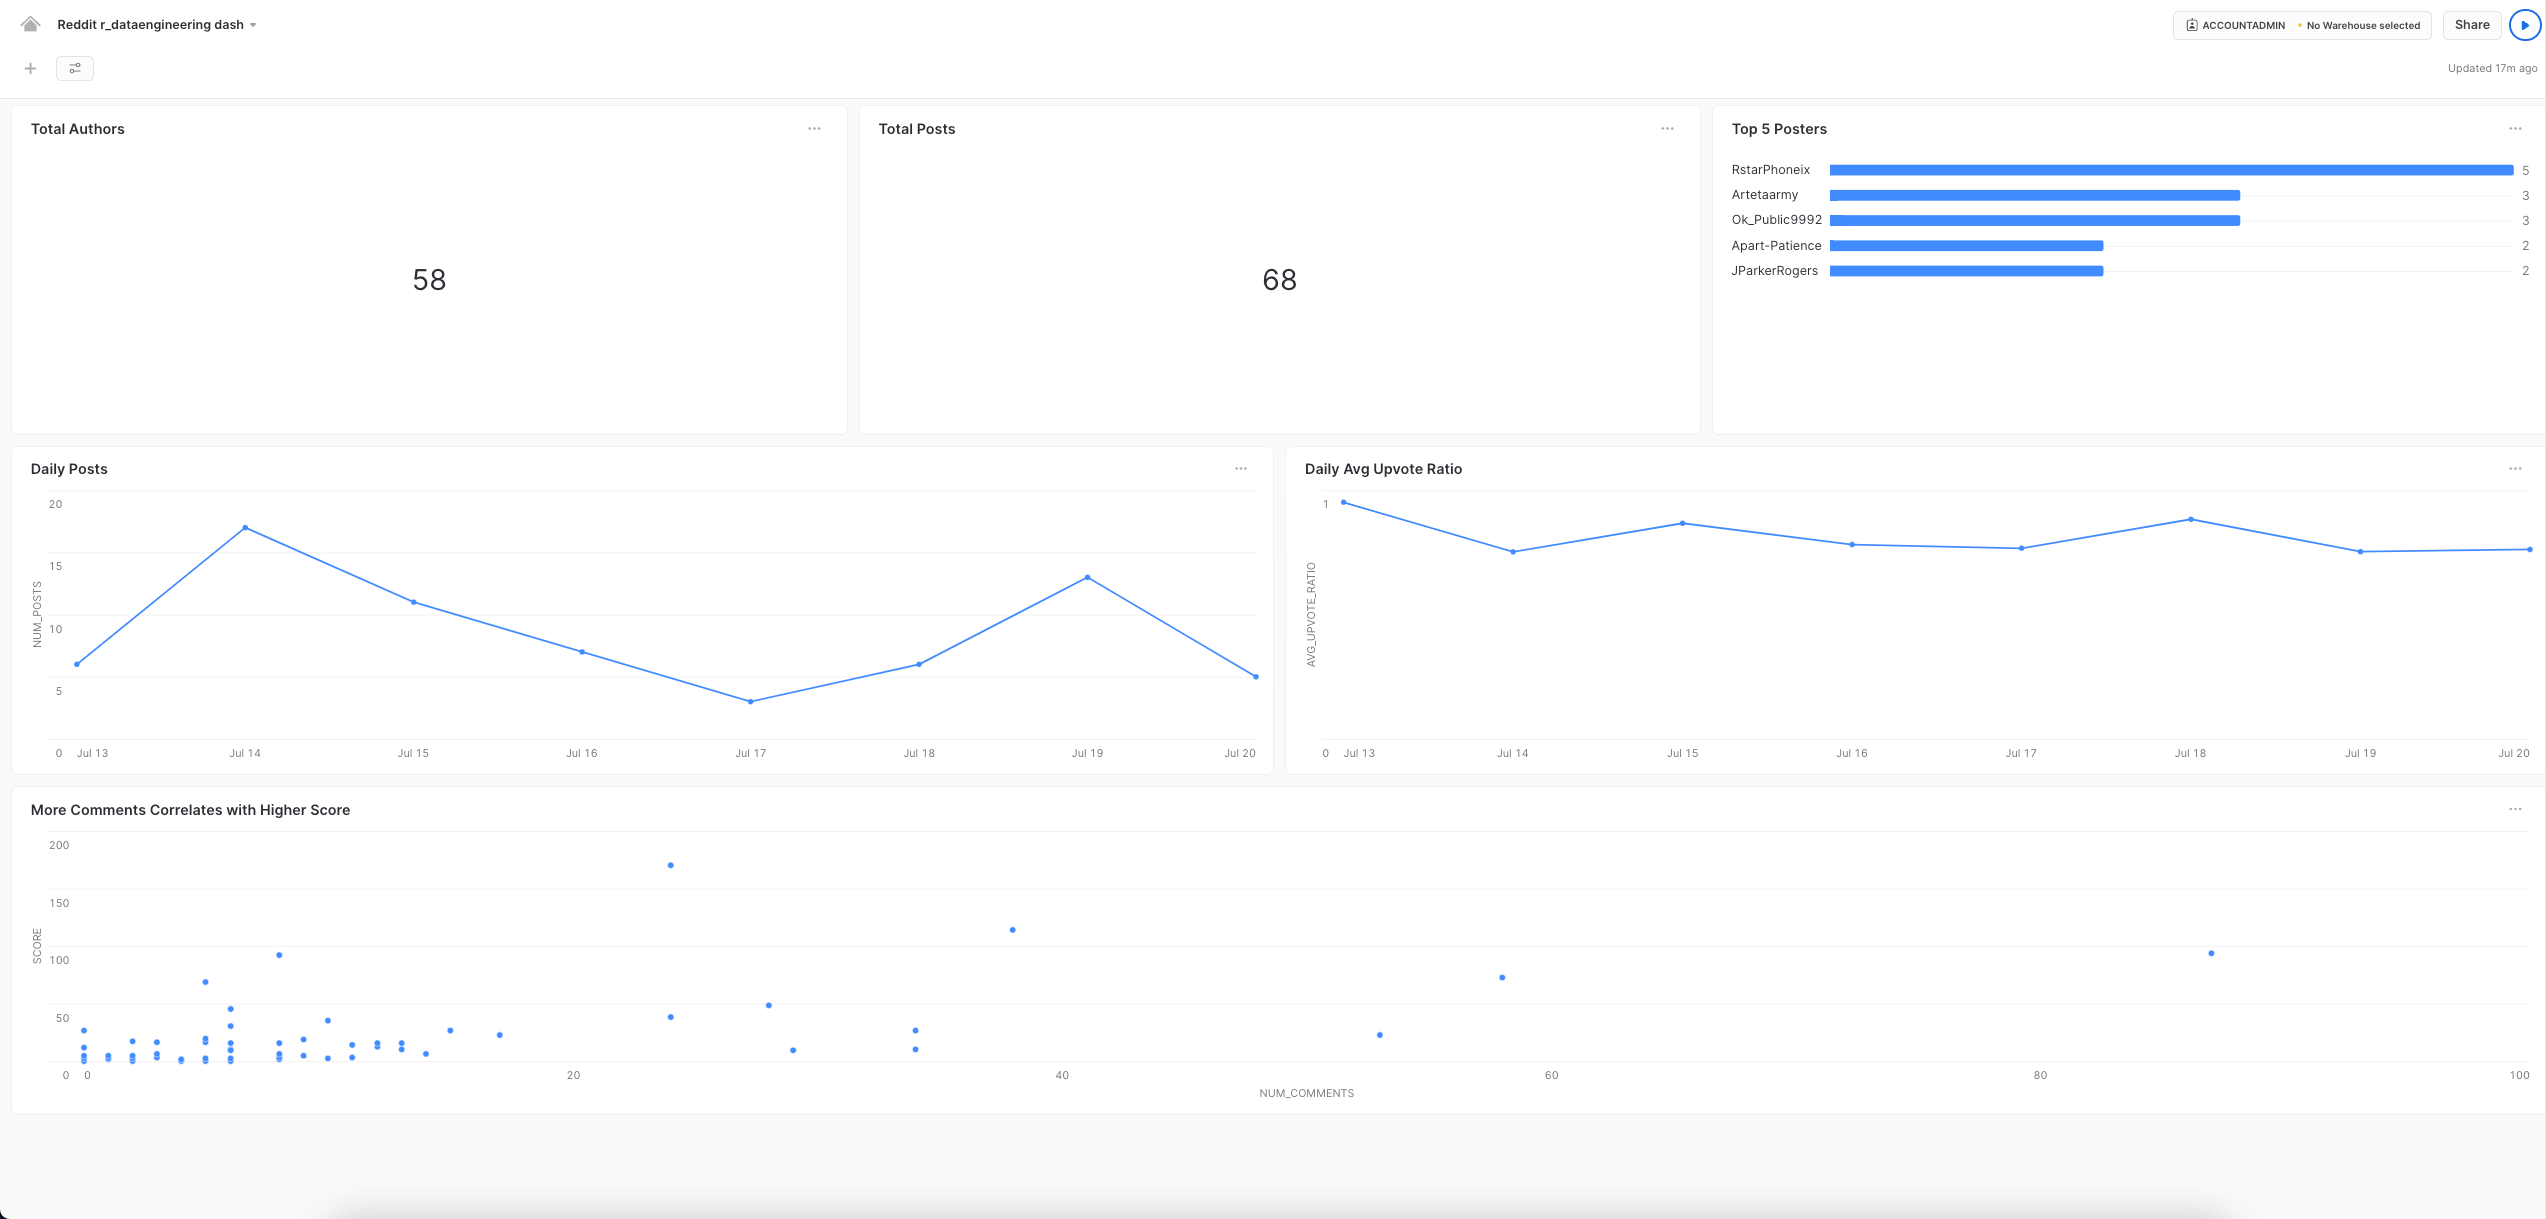 Reddit r_dataengineering dash
ACCOUNTADMIN No Warehouse selected
Share
Updated 17m ago
Total Authors
58
Total Posts
68
Top 5 Posters
RstarPhoneix 5
Artetaarmy 3
Ok_Public9992 3
Apart-Patience 2
JParkerRogers 2
Daily Posts
NUM_POSTS
20
15
10
5
0 Jul 13 Jul 14 Jul 15 Jul 16 Jul 17 Jul 18 Jul 19 Jul 20
Daily Avg Upvote Ratio
AVG_UPVOTE_RATIO
1
0 Jul 13 Jul 14 Jul 15 Jul 16 Jul 17 Jul 18 Jul 19 Jul 20
More Comments Correlates with Higher Score
SCORE
200
150
100
50
0 0 20 40 60 80 100
NUM_COMMENTS